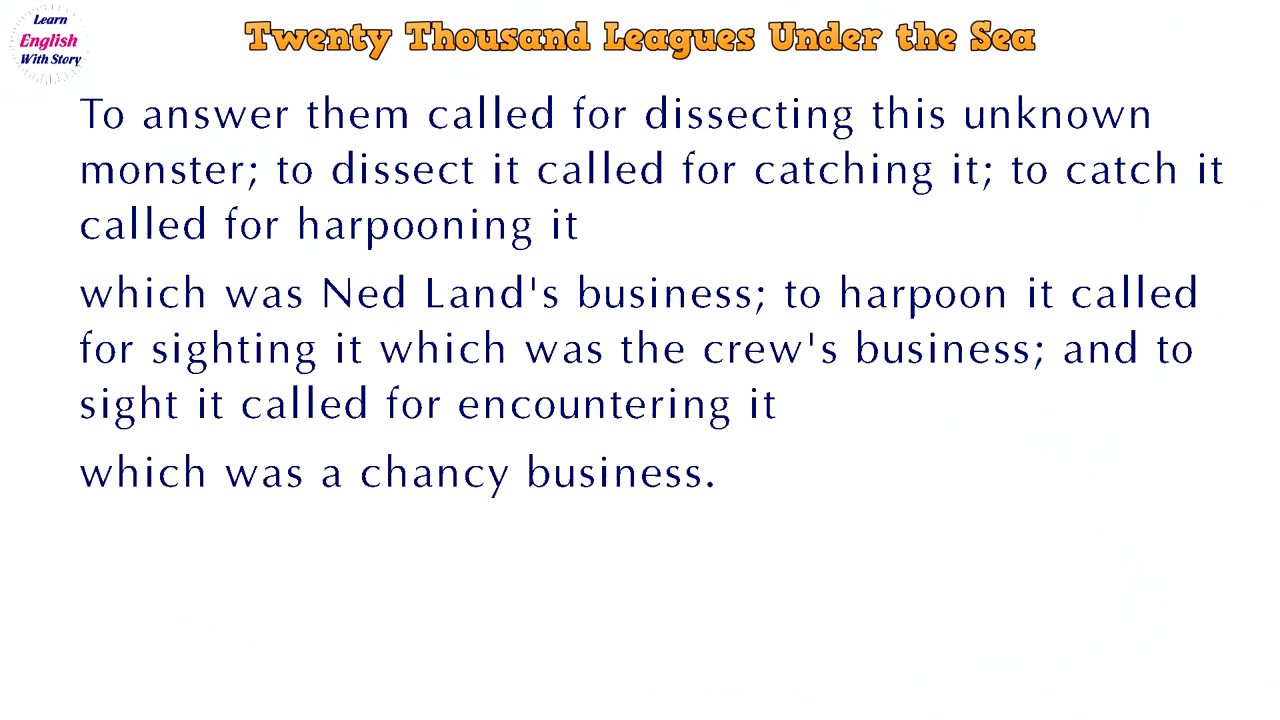 Learn
English
With Story
Twenty Thousand Leagues Under the Sea
To answer them called for dissecting this unknown
monster; to dissect it called for catching it; to catch it
called for harpooning it
which was Ned Land's business; to harpoon it called
for sighting it which was the crew's business; and to
sight it called for encountering it
which was a chancy business.